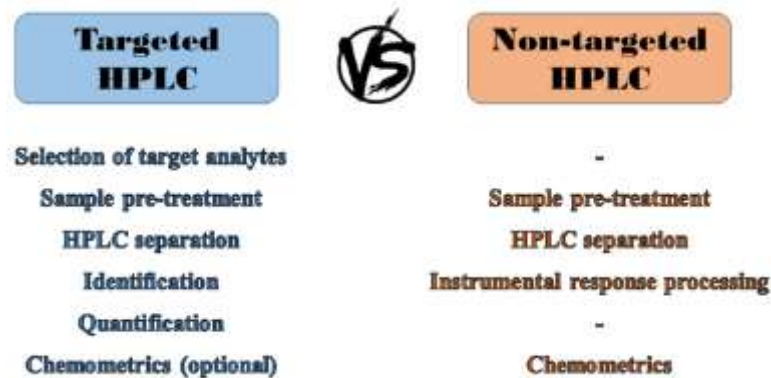 Targeted
HPLC
VS
Non-targeted
HPLC
Selection of target analytes
-
Sample pre-treatment
Sample pre-treatment
HPLC separation
HPLC separation
Identification
Instrumental response processing
Quantification
-
Chemometrics (optional)
Chemometrics